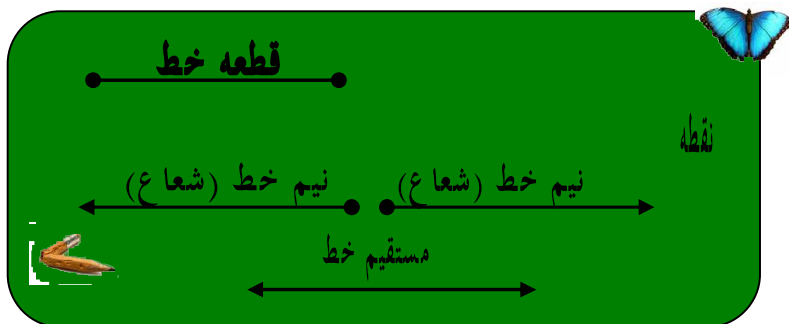 قطعه خط
نقطه
نیم خط (شعاع)
نیم خط (شعاع)
مستقیم خط